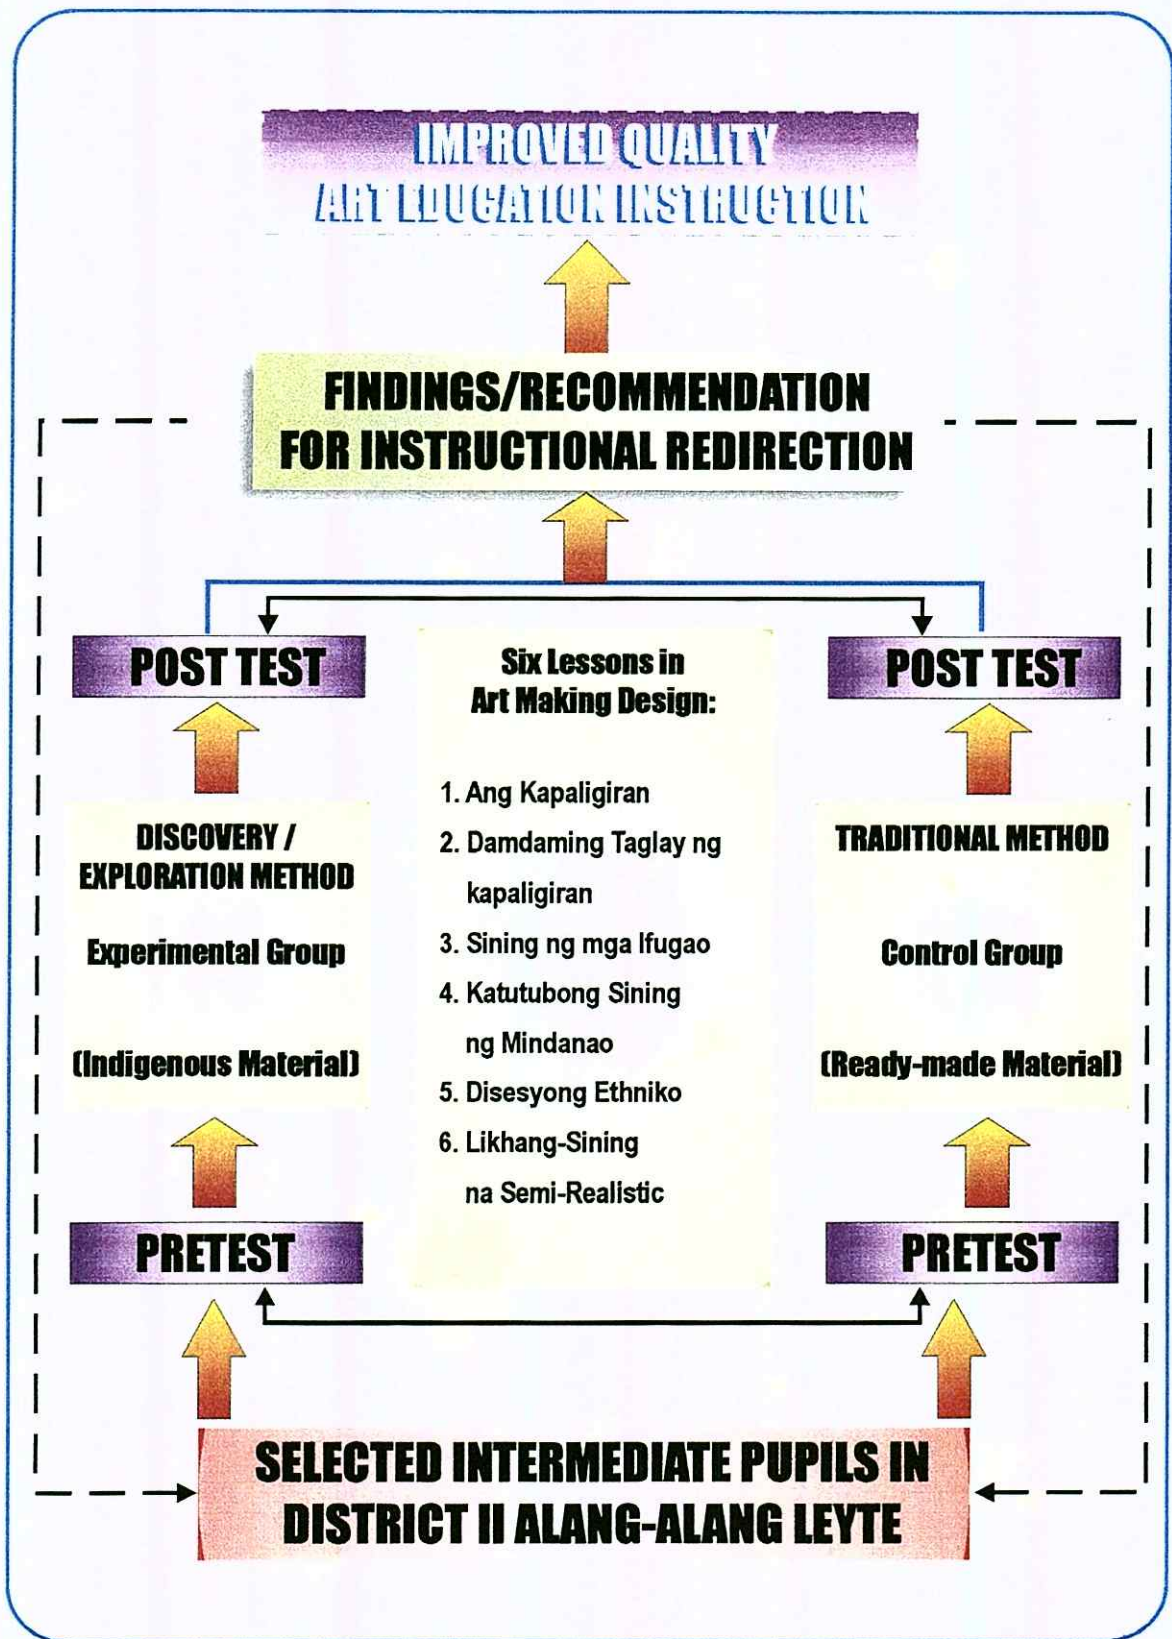 IMPROVED QUALITY
ART EDUCATION INSTRUCTION
FINDINGS/RECOMMENDATION
FOR INSTRUCTIONAL REDIRECTION
POST TEST
DISCOVERY /
EXPLORATION METHOD
Experimental Group
(Indigenous Material)
PRETEST
Six Lessons in
Art Making Design:
1. Ang Kapaligiran
2. Damdaming Taglay ng
kapaligiran
3. Sining ng mga Ifugao
4. Katutubong Sining
ng Mindanao
5. Disesyong Ethniko
6. Likhang-Sining
na Semi-Realistic
POST TEST
TRADITIONAL METHOD
Control Group
(Ready-made Material)
PRETEST
SELECTED INTERMEDIATE PUPILS IN
DISTRICT II ALANG-ALANG LEYTE